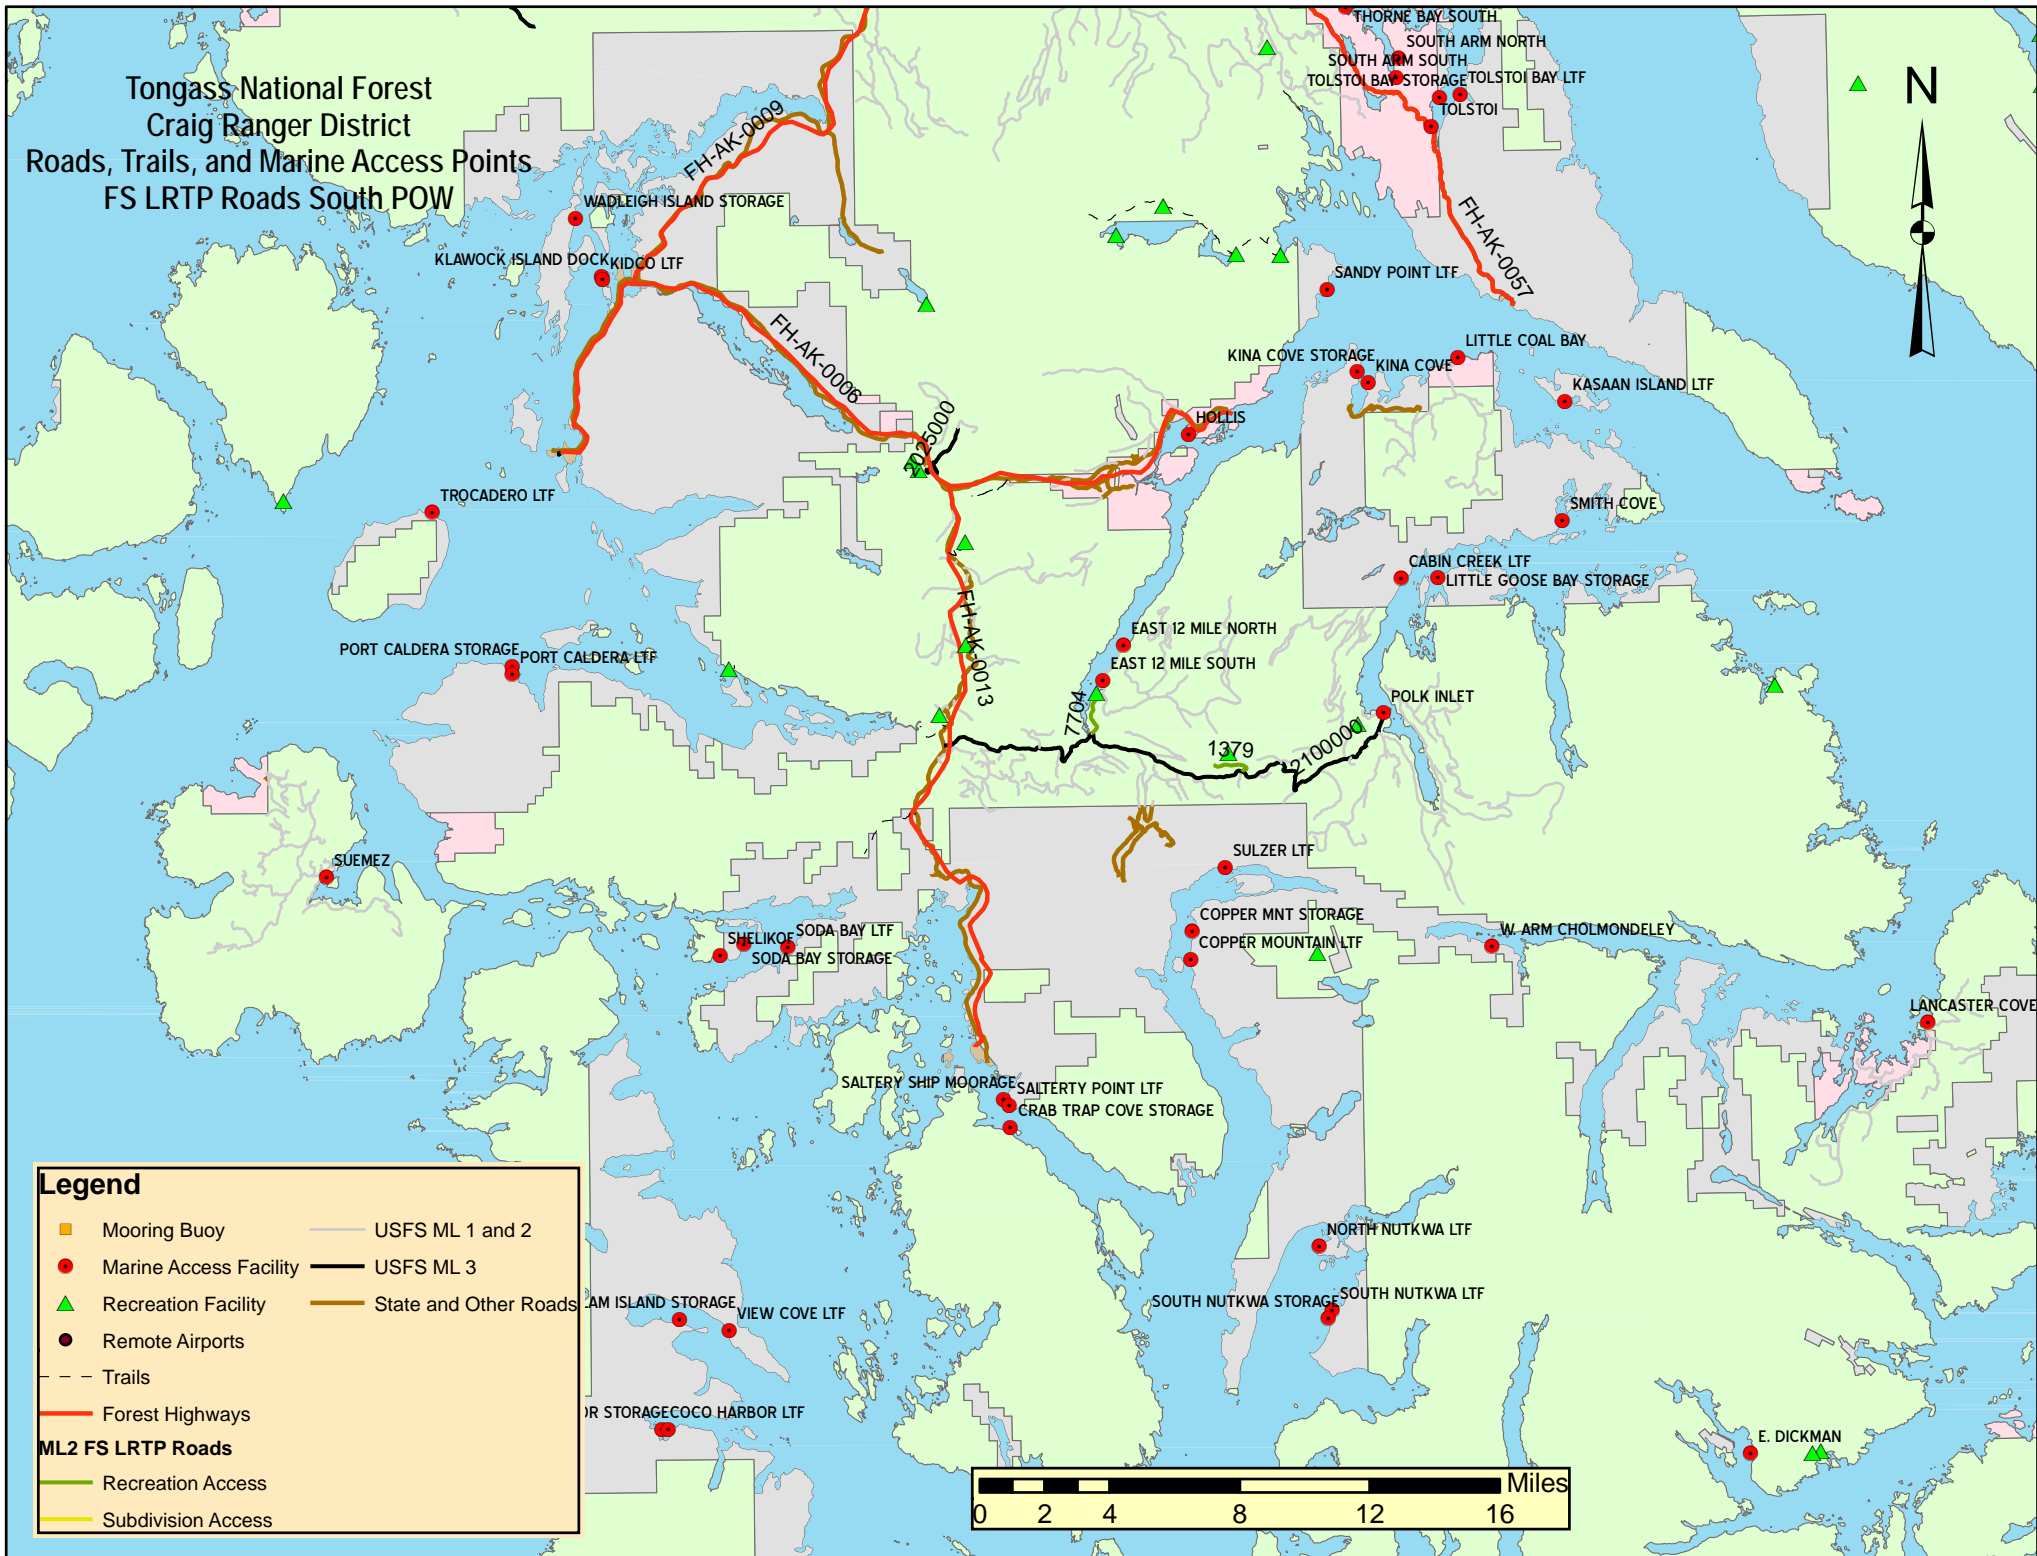 Tongass National Forest
Craig Ranger District
Roads, Trails, and Marine Access Points
FS LRTP Roads South POW
THORNE BAY SOUTH
SOUTH ARM NORTH
SOUTH ARM SOUTH
TOLSTOI BAY STORAGE
TOLSTOI BAY LTF
TOLSTOI
N
FH-AK-0009
WADLEIGH ISLAND STORAGE
KLAWOCK ISLAND DOCK
KIDCO LTF
FH-AK-0057
SANDY POINT LTF
FH-AK-0006
LITTLE COAL BAY
KINA COVE STORAGE
KINA COVE
KASAAN ISLAND LTF
HOLLIS
2025000
TROCADERO LTF
SMITH COVE
CABIN CREEK LTF
LITTLE GOOSE BAY STORAGE
FH-AK-0013
EAST 12 MILE NORTH
EAST 12 MILE SOUTH
PORT CALDERA STORAGE
PORT CALDERA LTF
7704
POLK INLET
1379
2100000
SUEMEZ
SULZER LTF
COPPER MNT STORAGE
COPPER MOUNTAIN LTF
W. ARM CHOLMONDELEY
SHELIKOF
SODA BAY LTF
SODA BAY STORAGE
LANCASTER COVE
SALTERY SHIP MOORAGE
SALTERTY POINT LTF
CRAB TRAP COVE STORAGE
NORTH NUTKWA LTF
SOUTH NUTKWA STORAGE
SOUTH NUTKWA LTF
AM ISLAND STORAGE
VIEW COVE LTF
OR STORAGE
COCO HARBOR LTF
E. DICKMAN
Legend
Mooring Buoy
Marine Access Facility
Recreation Facility
Remote Airports
Trails
Forest Highways
ML2 FS LRTP Roads
Recreation Access
Subdivision Access
USFS ML 1 and 2
USFS ML 3
State and Other Roads
Miles
0 2 4 8 12 16